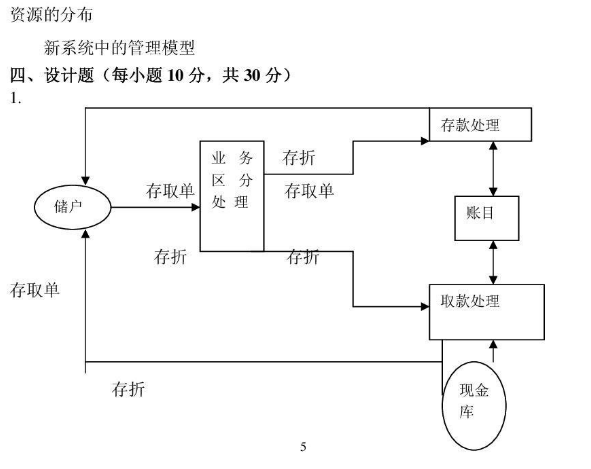 资源的分布
新系统中的管理模型
四、设计题（每小题 10 分，共 30 分）
1.
存款处理
业 务
区 分
处 理
存折
存取单
存取单
储户
账目
存折
存折
存取单
取款处理
存折
现金
库
5